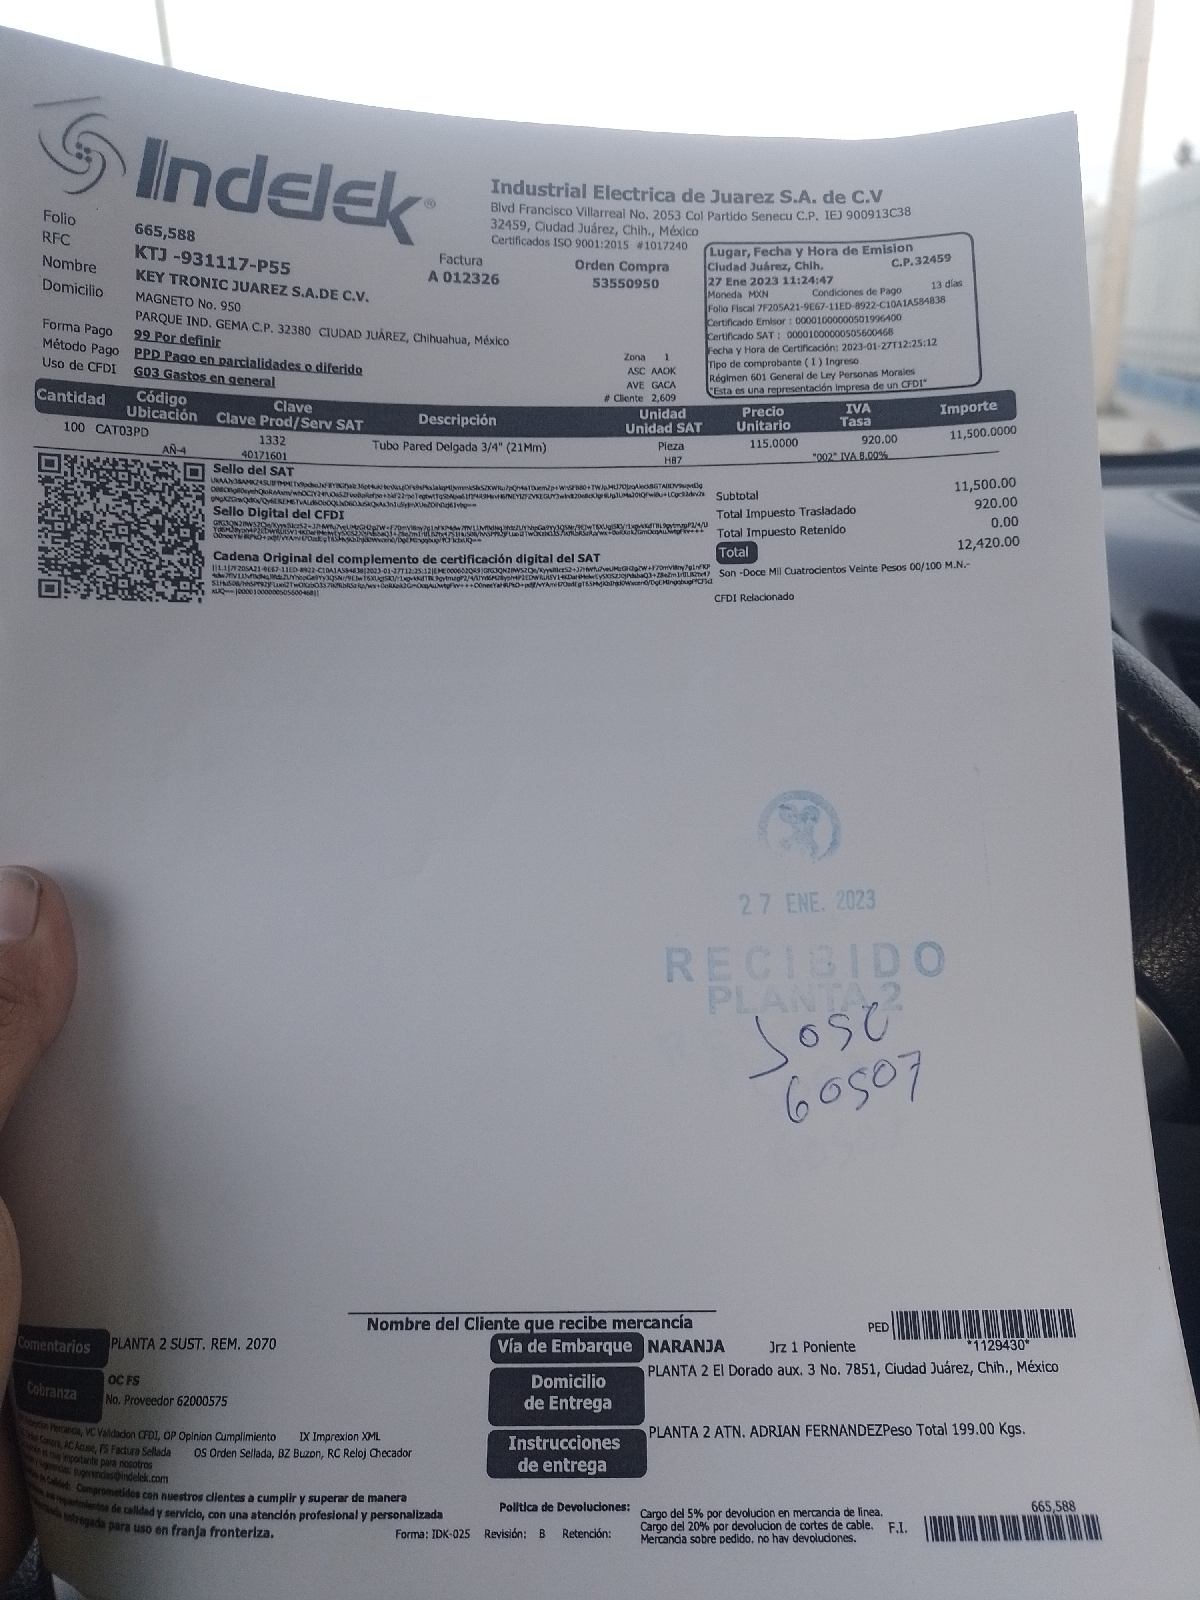 Indelek®
Industrial Electrica de Juarez S.A. de C.V
Blvd Francisco Villarreal No. 2053 Col Partido Senecu C.P. IEJ 900913C38
32459, Ciudad Juárez, Chih., México
Certificados ISO 9001:2015 #1017240
Folio 665,588
RFC KTJ -931117-P55
Nombre KEY TRONIC JUAREZ S.A.DE C.V.
Domicilio MAGNETO No. 950
PARQUE IND. GEMA C.P. 32380 CIUDAD JUÁREZ, Chihuahua, México
Factura
A 012326
Orden Compra
53550950
Lugar, Fecha y Hora de Emision
Ciudad Juárez, Chih. C.P.32459
27 Ene 2023 11:24:47
Moneda MXN Condiciones de Pago 13 días
Folio Fiscal 7F205A21-9E67-11ED-8922-C10A1A584838
Certificado Emisor : 00001000000501996400
Certificado SAT : 00001000000505600468
Fecha y Hora de Certificación: 2023-01-27T12:25:12
Tipo de comprobante ( I ) Ingreso
Régimen 601 General de Ley Personas Morales
"Esta es una representación impresa de un CFDI"
Forma Pago 99 Por definir
Método Pago PPD Pago en parcialidades o diferido
Uso de CFDI G03 Gastos en general
Zona 1
ASC AAOK
AVE GACA
# Cliente 2,609
Cantidad Código Ubicación Clave Clave Prod/Serv SAT Descripción Unidad Unidad SAT Precio Unitario IVA Tasa Importe
100 CAT03PD 1332 Tubo Pared Delgada 3/4" (21Mm) Pieza 115.0000 920.00 11,500.0000
AÑ-4 40171601 H87 "002" IVA 8.00%
Sello del SAT
Sello Digital del CFDI
Cadena Original del complemento de certificación digital del SAT
Subtotal 11,500.00
Total Impuesto Trasladado 920.00
Total Impuesto Retenido 0.00
Total 12,420.00
Son -Doce Mil Cuatrocientos Veinte Pesos 00/100 M.N.-
CFDI Relacionado
27 ENE. 2023
RECIBIDO
PLANTA 2
Jose
60507
Nombre del Cliente que recibe mercancía
PED *1129430*
Comentarios PLANTA 2 SUST. REM. 2070
Cobranza OC FS
No. Proveedor 62000575
Vía de Embarque NARANJA Jrz 1 Poniente
Domicilio de Entrega PLANTA 2 El Dorado aux. 3 No. 7851, Ciudad Juárez, Chih., México
Instrucciones de entrega PLANTA 2 ATN. ADRIAN FERNANDEZPeso Total 199.00 Kgs.
Mercancia, VC Validacion CFDI, OP Opinion Cumplimiento IX Imprexion XML
AC Acuse, FS Factura Sellada OS Orden Sellada, BZ Buzon, RC Reloj Checador
importante para nosotros
sugerencias@indelek.com
Comprometidos con nuestros clientes a cumplir y superar de manera
requerimientos de calidad y servicio, con una atención profesional y personalizada
entregada para uso en franja fronteriza.
Forma: IDK-025 Revisión: B Retención:
Politica de Devoluciones: Cargo del 5% por devolucion en mercancia de linea.
Cargo del 20% por devolucion de cortes de cable.
Mercancia sobre pedido, no hay devoluciones.
F.I. 665,588